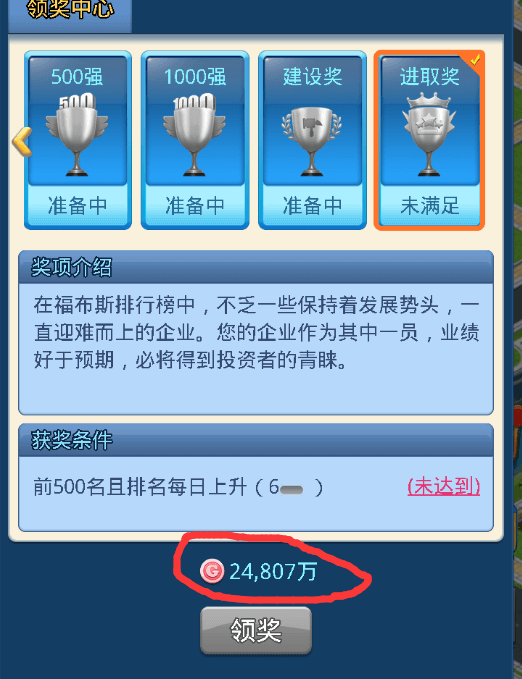 领奖中心
500强
1000强
建设奖
进取奖
500
1000
准备中
准备中
准备中
未满足
奖项介绍
在福布斯排行榜中，不乏一些保持着发展势头，一
直迎难而上的企业。您的企业作为其中一员，业绩
好于预期，必将得到投资者的青睐。
获奖条件
前500名且排名每日上升（6 ）
(未达到)
G 24,807万
领奖